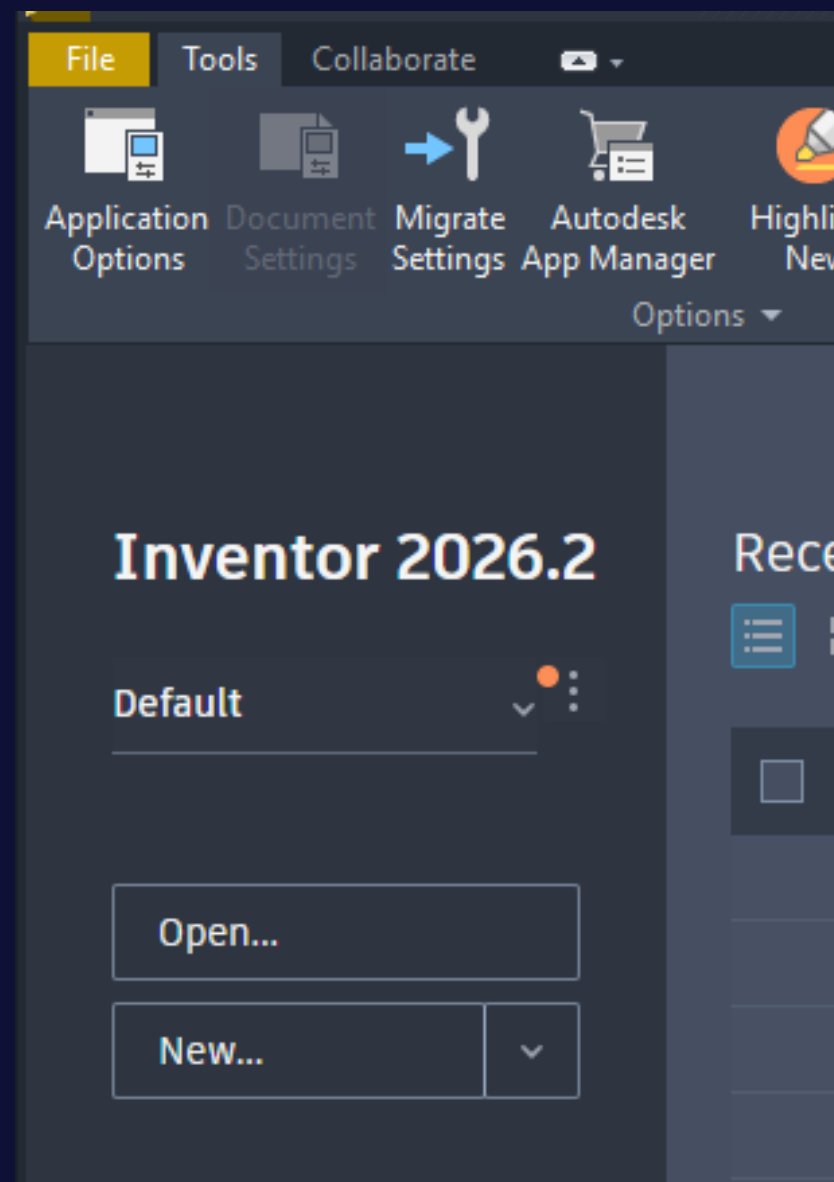 File Tools Collaborate
Application Document Migrate Autodesk
Options Settings Settings App Manager
Options
Inventor 2026.2
Default
Open...
New...